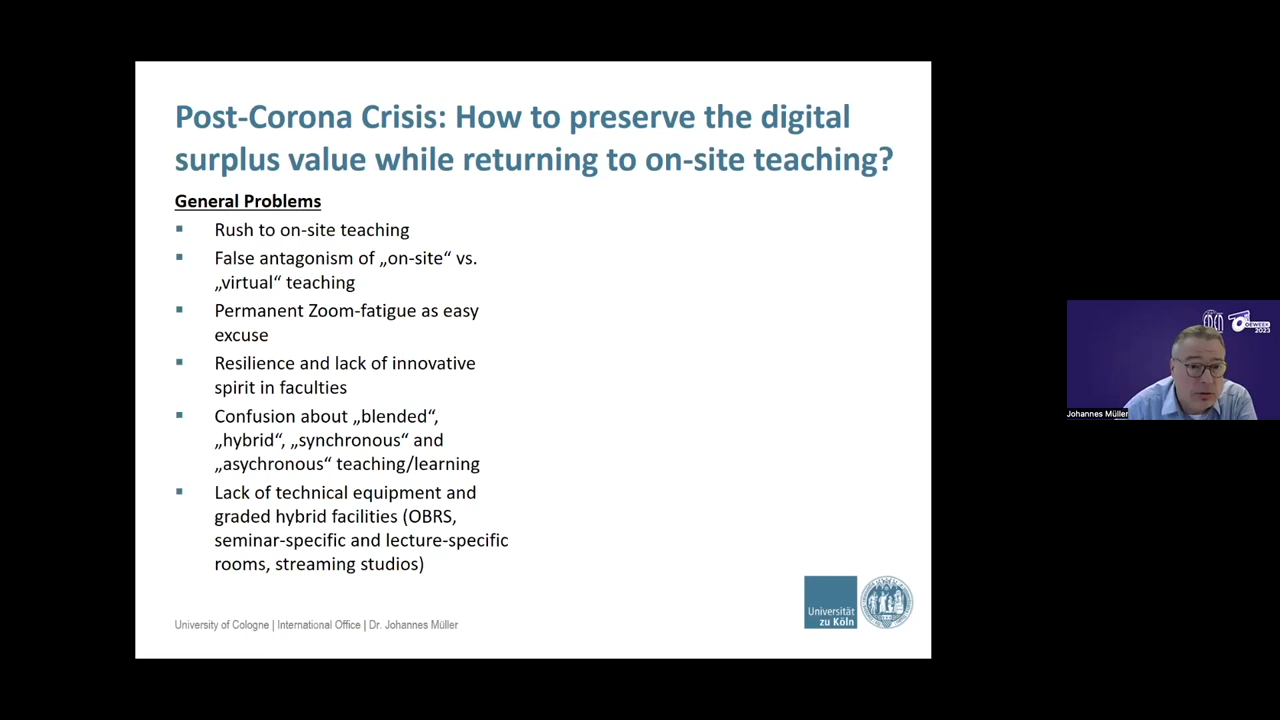 Post-Corona Crisis: How to preserve the digital
surplus value while returning to on-site teaching?
General Problems
▪ Rush to on-site teaching
▪ False antagonism of „on-site“ vs.
„virtual“ teaching
▪ Permanent Zoom-fatigue as easy
excuse
▪ Resilience and lack of innovative
spirit in faculties
▪ Confusion about „blended“,
„hybrid“, „synchronous“ and
„asychronous“ teaching/learning
▪ Lack of technical equipment and
graded hybrid facilities (OBRS,
seminar-specific and lecture-specific
rooms, streaming studios)
University of Cologne | International Office | Dr. Johannes Müller
Universität
zu Köln
EDEN
OEWEEK
2023
Johannes Müller